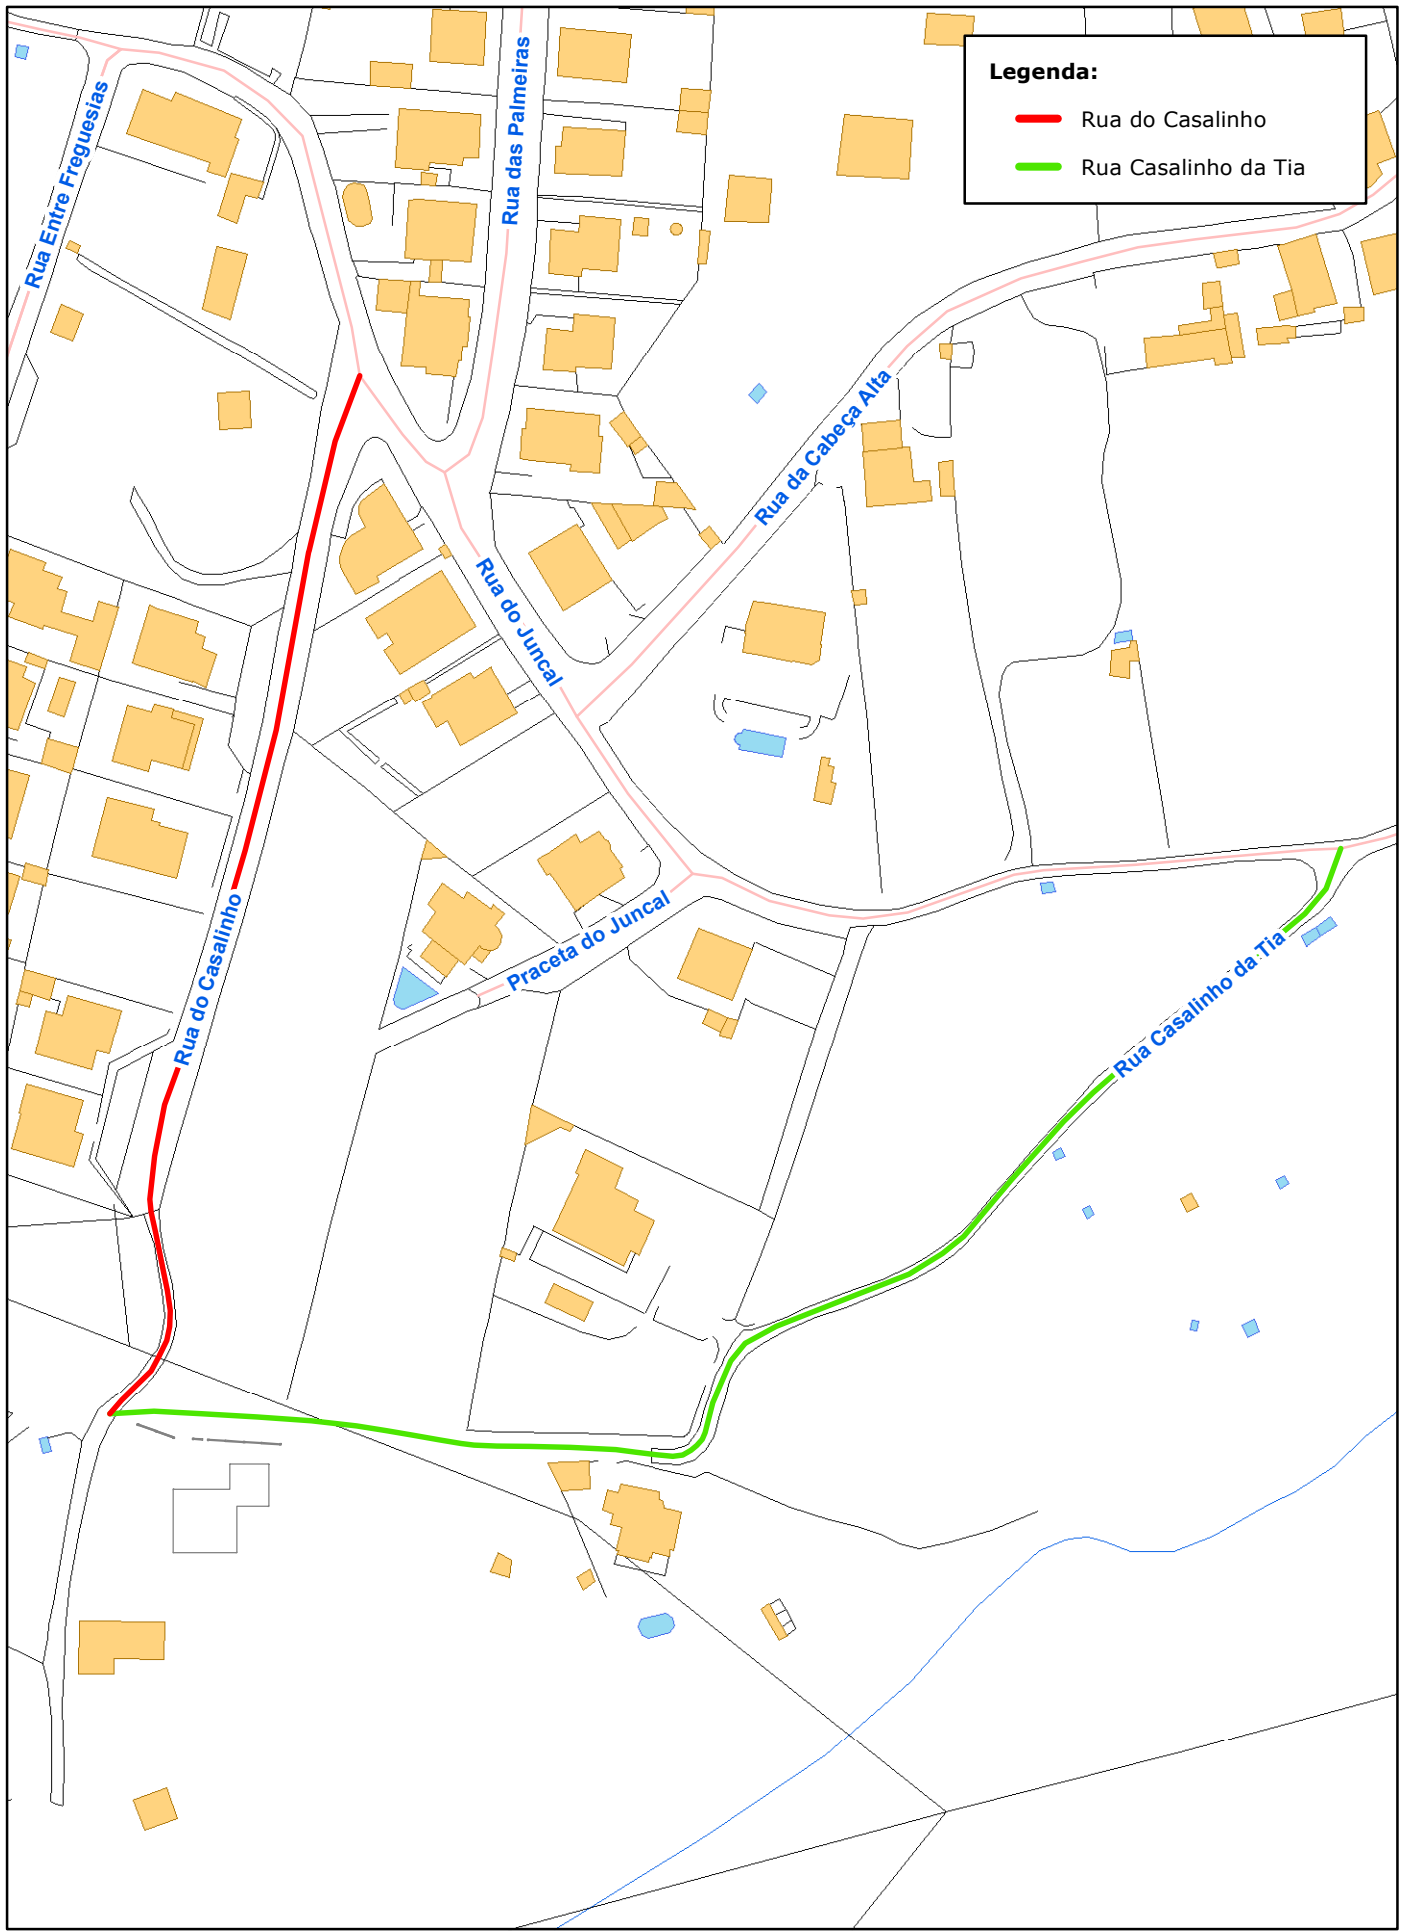 Legenda:
Rua do Casalinho
Rua Casalinho da Tia
Rua Entre Freguesias
Rua das Palmeiras
Rua da Cabeça Alta
Rua do Juncal
Praceta do Juncal
Rua do Casalinho
Rua Casalinho da Tia